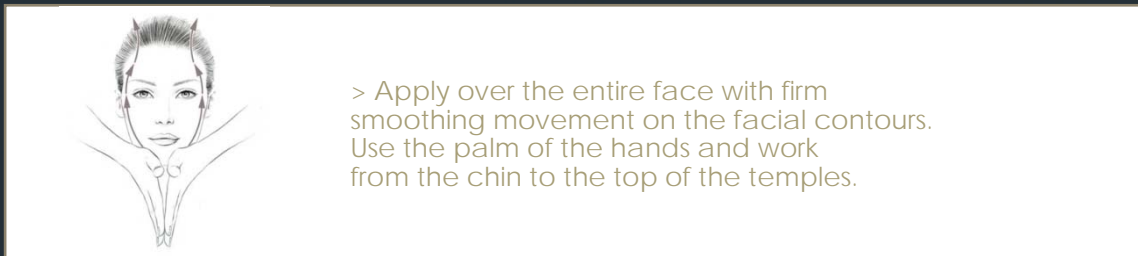 > Apply over the entire face with firm
smoothing movement on the facial contours.
Use the palm of the hands and work
from the chin to the top of the temples.